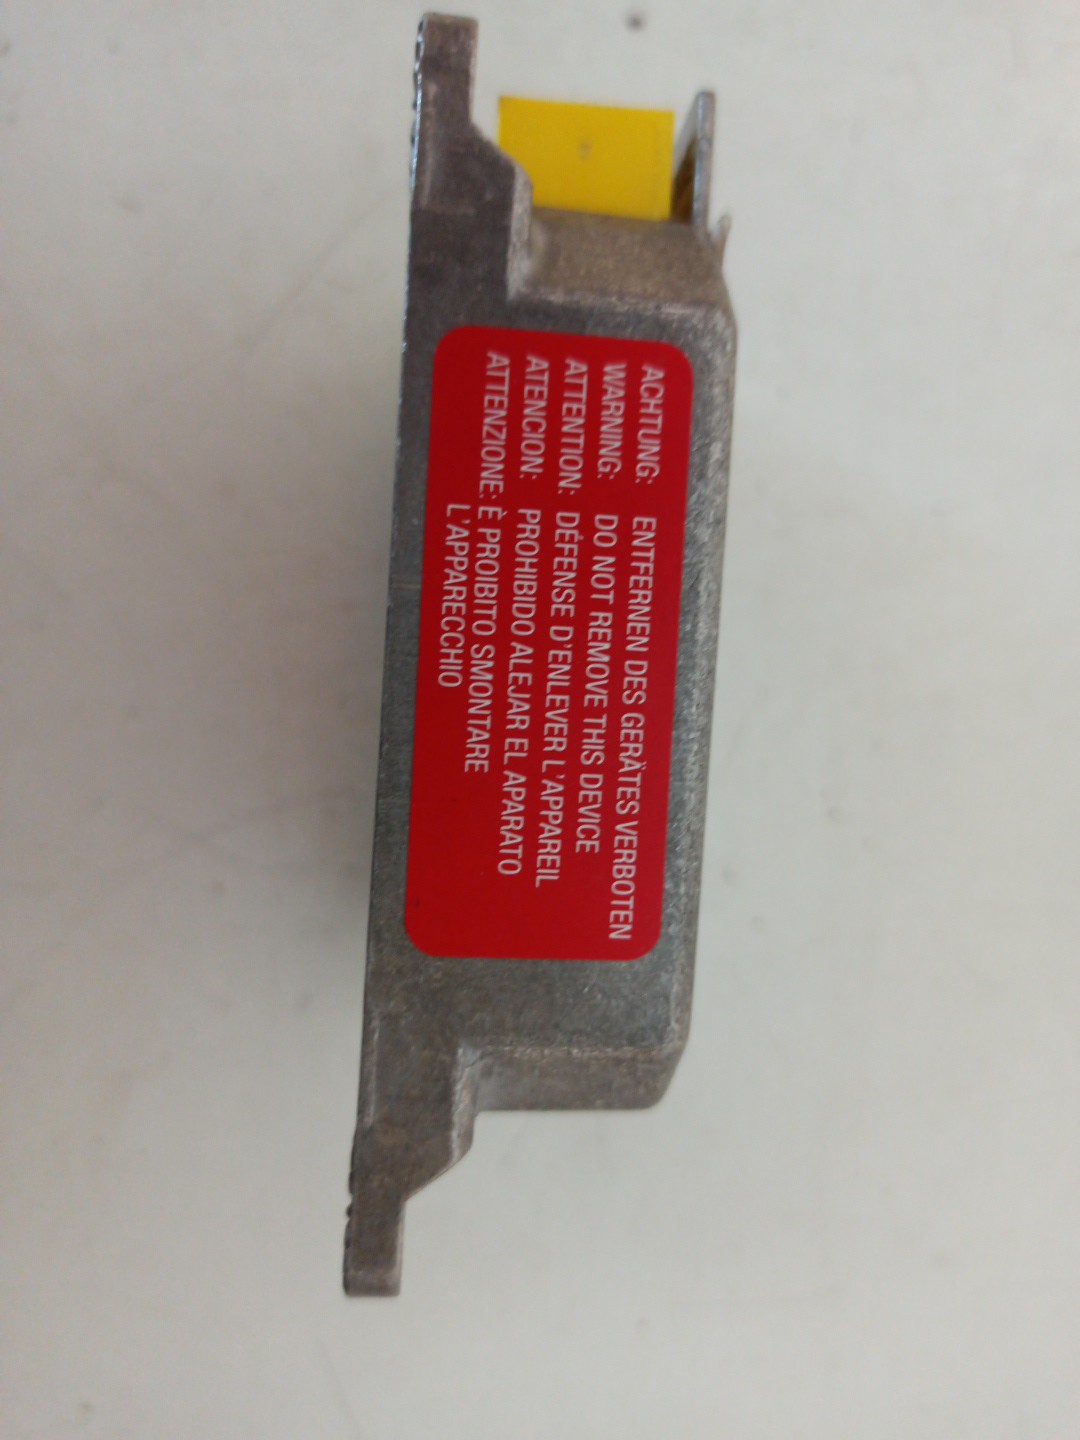 ACHTUNG: ENTFERNEN DES GERÄTES VERBOTEN
WARNING: DO NOT REMOVE THIS DEVICE
ATTENTION: DÉFENSE D'ENLEVER L'APPAREIL
ATENCION: PROHIBIDO ALEJAR EL APARATO
ATTENZIONE: È PROIBITO SMONTARE
L'APPARECCHIO